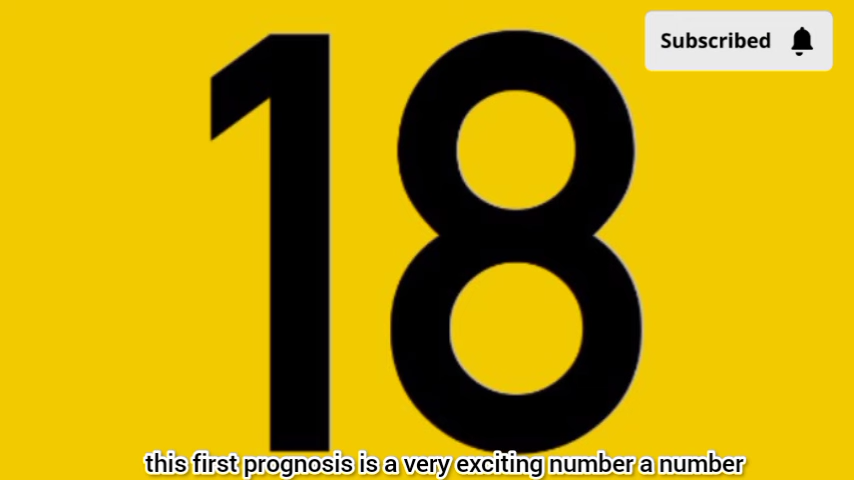 Subscribed
18
this first prognosis is a very exciting number a number